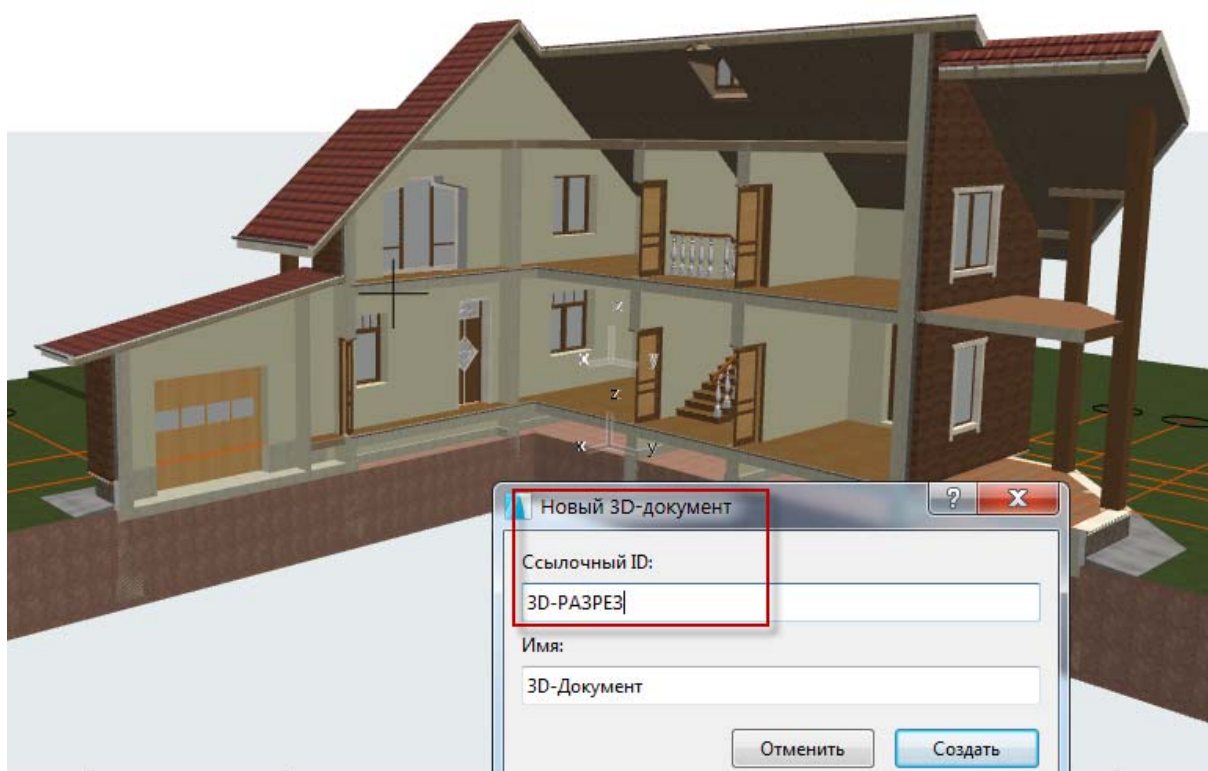 z
x y
z
x y
Новый 3D-документ
Ссылочный ID:
3D-РАЗРЕЗ
Имя:
3D-Документ
Отменить Создать